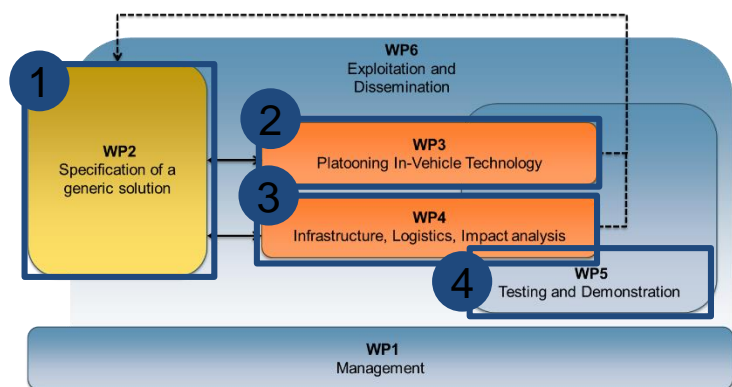 WP6
Exploitation and
Dissemination
1
WP2
Specification of a
generic solution
2
WP3
Platooning In-Vehicle Technology
3
WP4
Infrastructure, Logistics, Impact analysis
4
WP5
Testing and Demonstration
WP1
Management